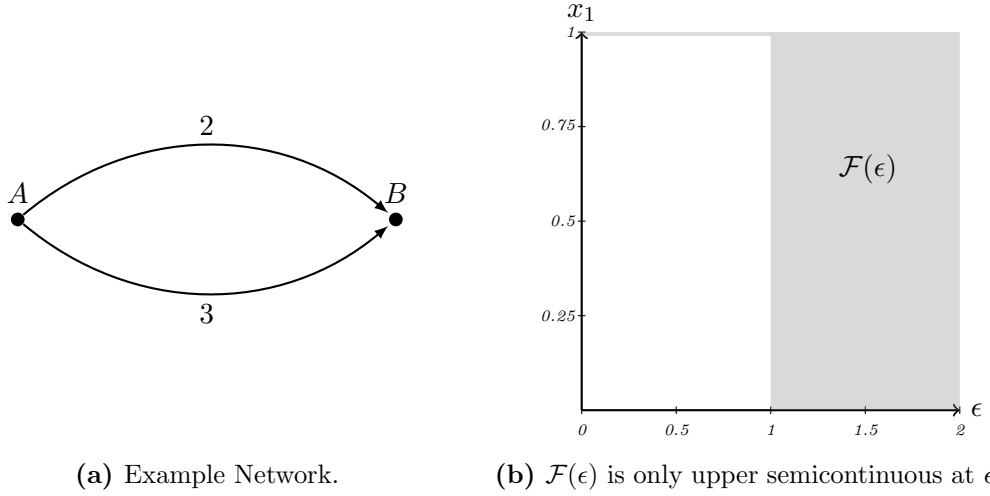 2
A
B
3
(a) Example Network.
x₁
1
0.75
0.5
0.25
F(ϵ)
0
0.5
1
1.5
2
ϵ
(b) F(ϵ) is only upper semicontinuous at ϵ